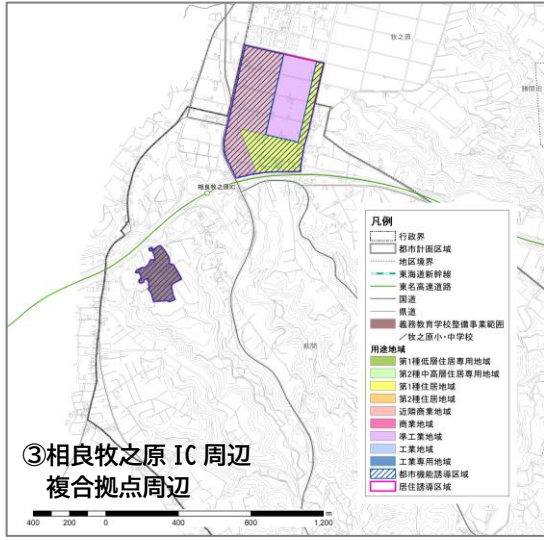 牧之原
勝間田
相良牧之原IC
凡例
行政界
都市計画区域
地区境界
東海道新幹線
東名高速道路
国道
県道
義務教育学校整備事業範囲
／牧之原小・中学校
用途地域
第1種低層住居専用地域
第2種中高層住居専用地域
第1種住居地域
第2種住居地域
近隣商業地域
商業地域
準工業地域
工業地域
工業専用地域
都市機能誘導区域
居住誘導区域
③相良牧之原 IC 周辺
複合拠点周辺
400 200 0 400 800 1,200
m